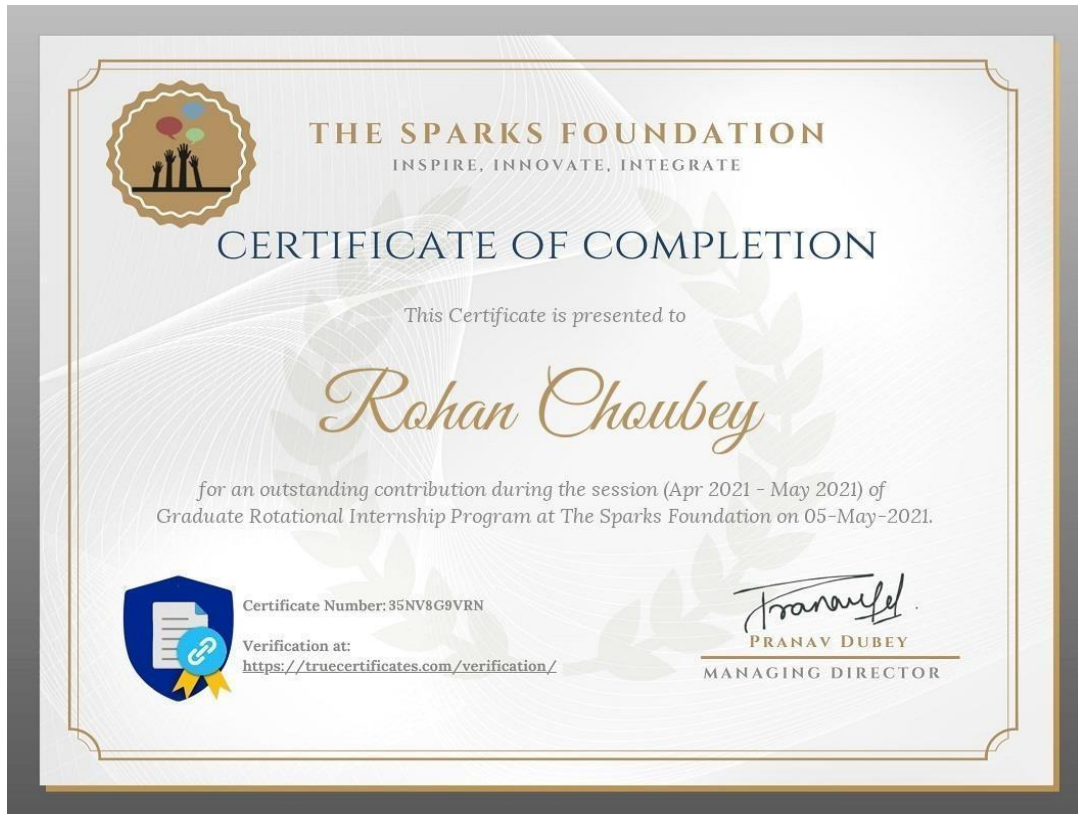 THE SPARKS FOUNDATION
INSPIRE, INNOVATE, INTEGRATE
CERTIFICATE OF COMPLETION
This Certificate is presented to
Rohan Choubey
for an outstanding contribution during the session (Apr 2021 - May 2021) of
Graduate Rotational Internship Program at The Sparks Foundation on 05-May-2021.
Certificate Number: 35NV8G9VRN
Verification at:
https://truecertificates.com/verification/
PRANAV DUBEY
MANAGING DIRECTOR